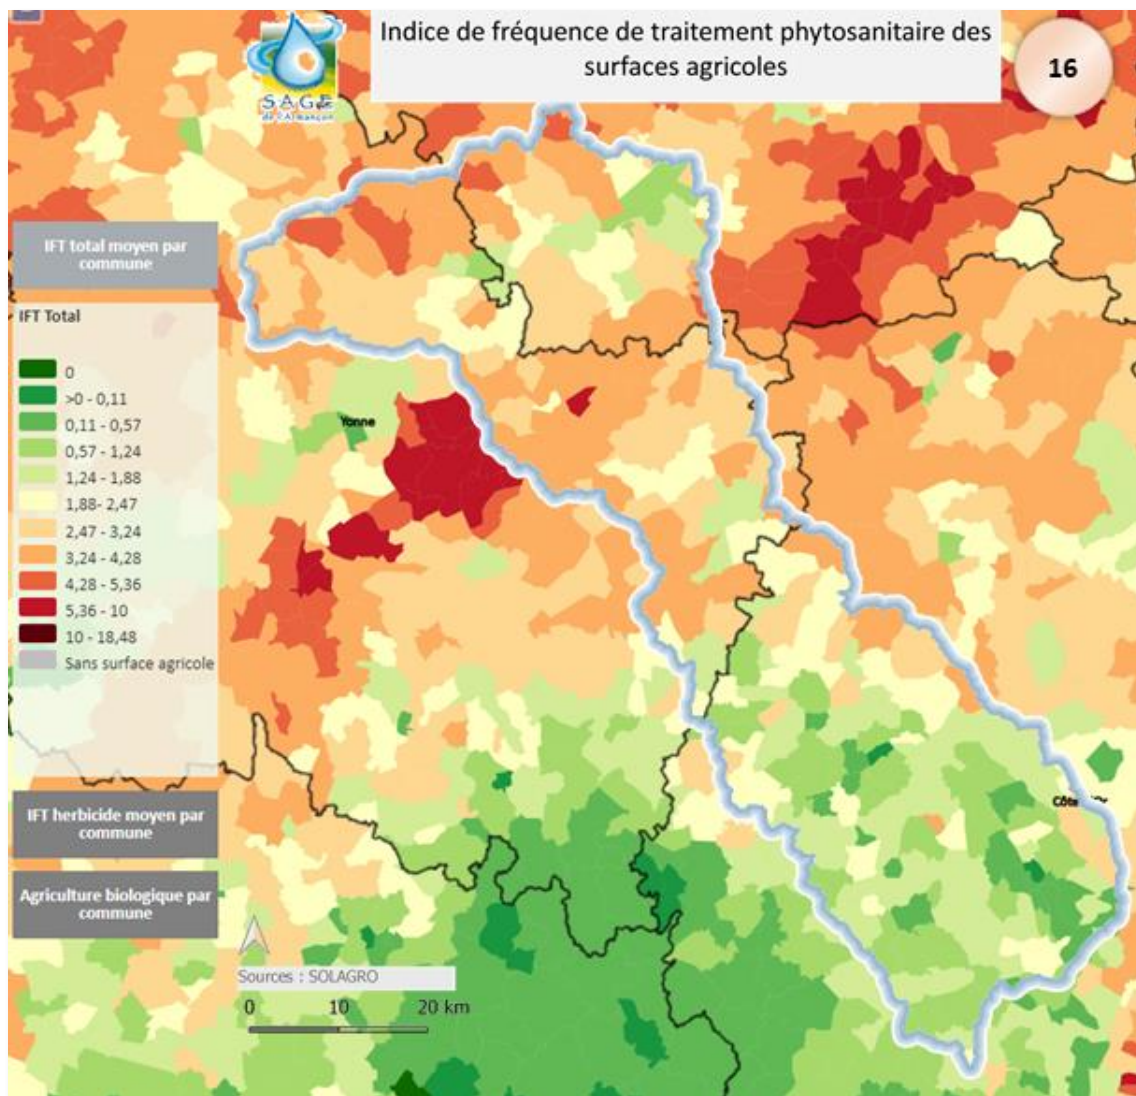 Indice de fréquence de traitement phytosanitaire des
surfaces agricoles
16
SAGE
de l'Armançon
IFT total moyen par
commune
IFT Total
0
>0 - 0,11
0,11 - 0,57
0,57 - 1,24
1,24 - 1,88
1,88- 2,47
2,47 - 3,24
3,24 - 4,28
4,28 - 5,36
5,36 - 10
10 - 18,48
Sans surface agricole
Yonne
Côte
IFT herbicide moyen par
commune
Agriculture biologique par
commune
Sources : SOLAGRO
0 10 20 km